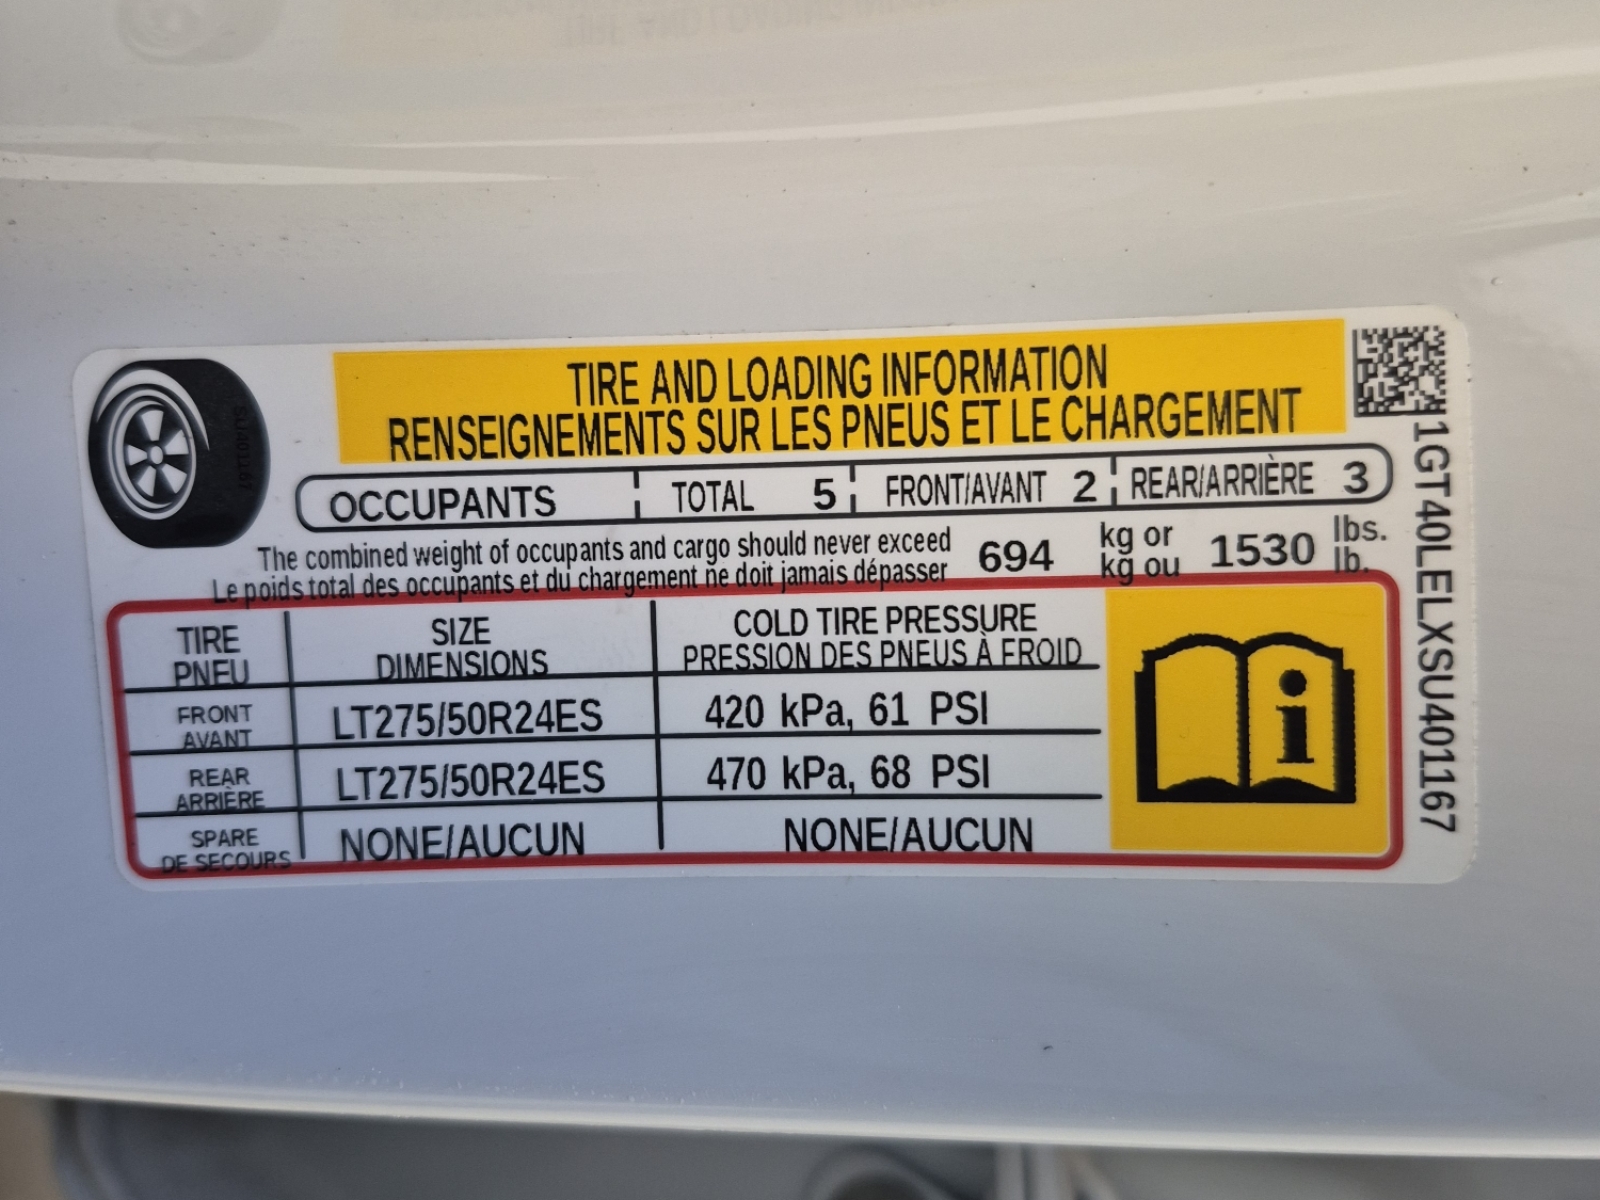 TIRE AND LOADING INFORMATION
RENSEIGNEMENTS SUR LES PNEUS ET LE CHARGEMENT
OCCUPANTS TOTAL 5 FRONT/AVANT 2 REAR/ARRIÈRE 3
The combined weight of occupants and cargo should never exceed 694 kg or 1530 lbs.
Le poids total des occupants et du chargement ne doit jamais dépasser kg ou lb.
TIRE SIZE COLD TIRE PRESSURE
PNEU DIMENSIONS PRESSION DES PNEUS À FROID
FRONT LT275/50R24ES 420 kPa, 61 PSI
AVANT
REAR LT275/50R24ES 470 kPa, 68 PSI
ARRIÈRE
SPARE NONE/AUCUN NONE/AUCUN
DE SECOURS
1GT40LELXSU401167